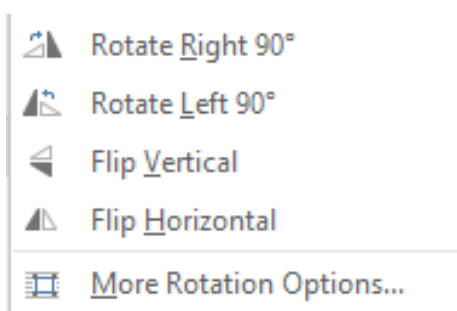 Rotate Right 90°
Rotate Left 90°
Flip Vertical
Flip Horizontal
More Rotation Options...